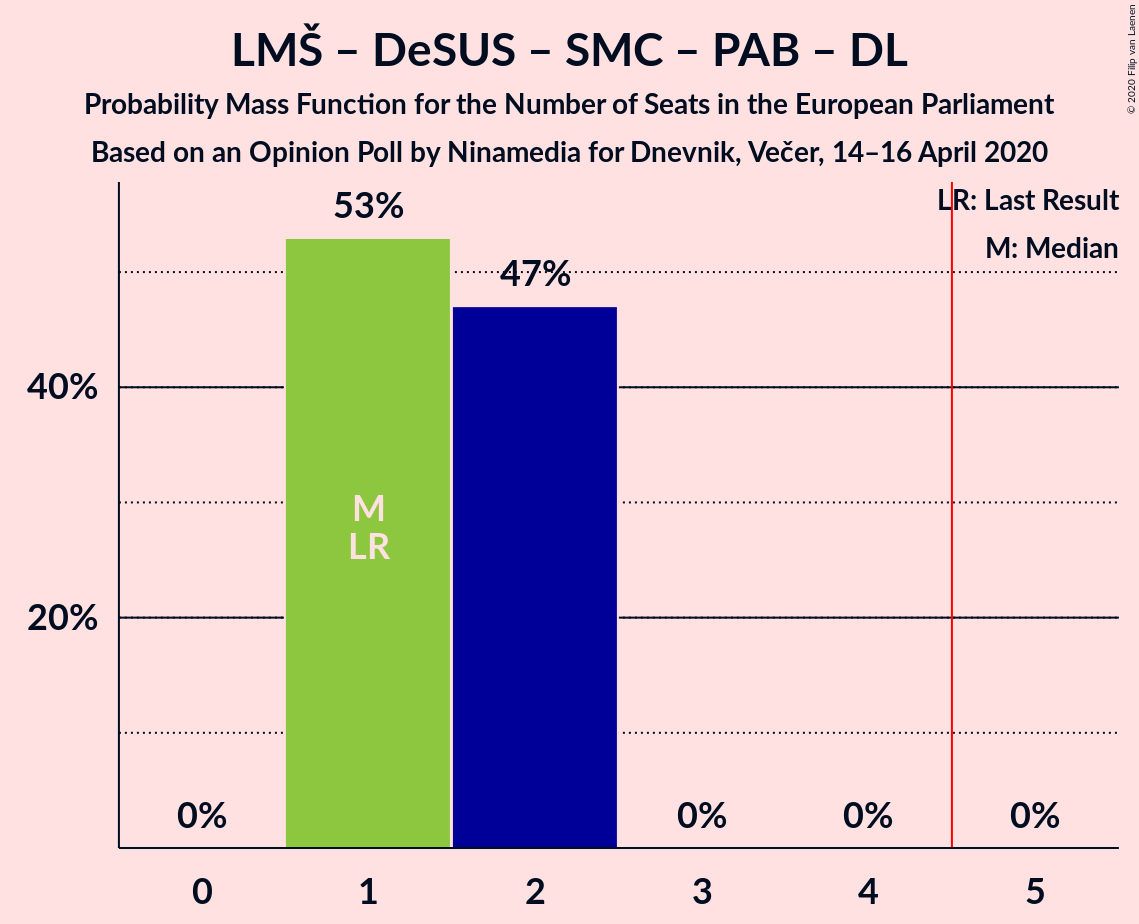 LMŠ – DeSUS – SMC – PAB – DL
Probability Mass Function for the Number of Seats in the European Parliament
Based on an Opinion Poll by Ninamedia for Dnevnik, Večer, 14–16 April 2020
© 2020 Filip van Laenen
LR: Last Result
M: Median
53%
47%
40%
20%
M
LR
0%
0%
0%
0%
0
1
2
3
4
5